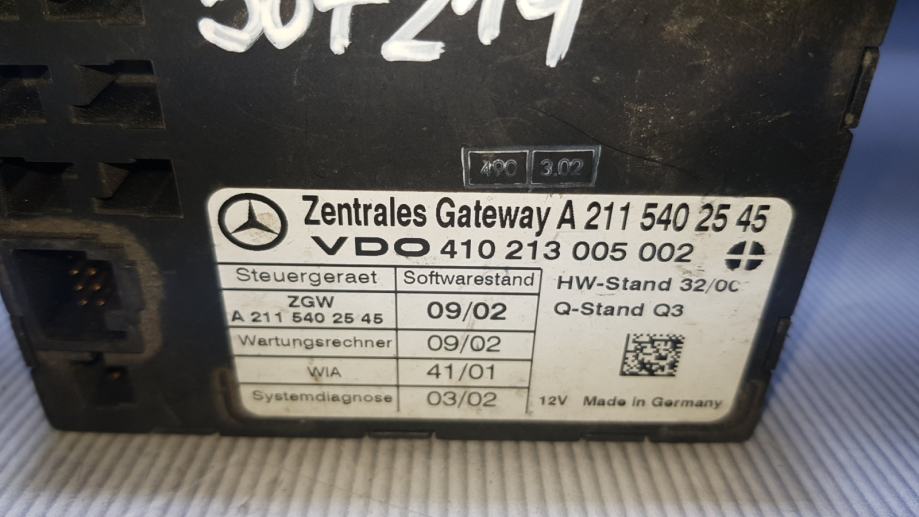 Zentrales Gateway A 211 540 25 45
VDO 410 213 005 002
Steuergeraet Softwarestand
HW-Stand 32/00
ZGW
A 211 540 25 45
09/02
Q-Stand Q3
Wartungsrechner 09/02
WIA 41/01
Systemdiagnose 03/02
12V Made in Germany
490 3.02